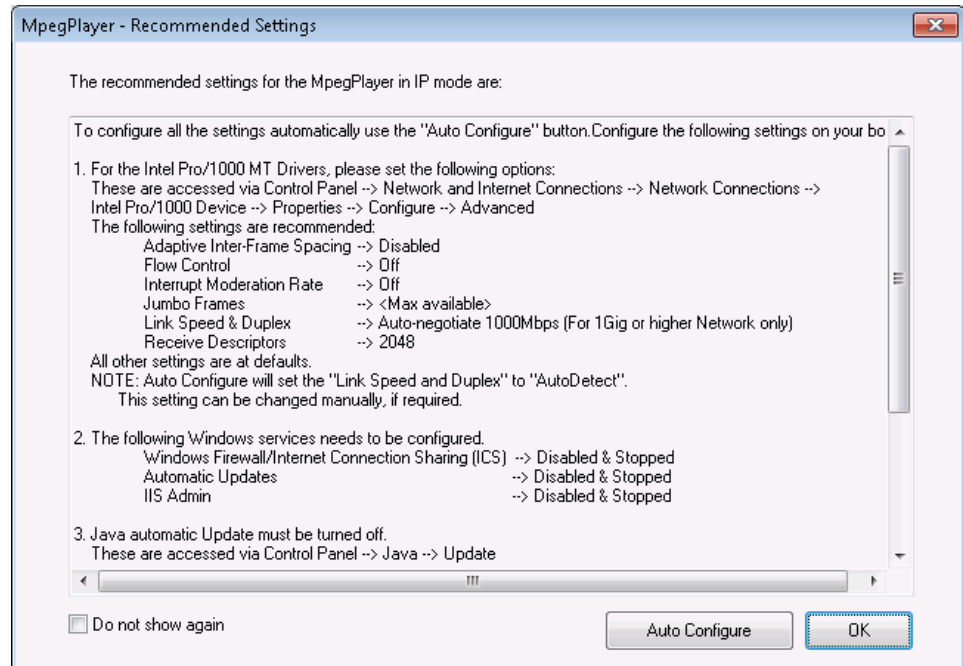 MpegPlayer - Recommended Settings
The recommended settings for the MpegPlayer in IP mode are:
To configure all the settings automatically use the "Auto Configure" button.Configure the following settings on your bo
1. For the Intel Pro/1000 MT Drivers, please set the following options:
These are accessed via Control Panel --> Network and Internet Connections --> Network Connections -->
Intel Pro/1000 Device --> Properties --> Configure --> Advanced
The following settings are recommended:
Adaptive Inter-Frame Spacing --> Disabled
Flow Control --> Off
Interrupt Moderation Rate --> Off
Jumbo Frames --> <Max available>
Link Speed & Duplex --> Auto-negotiate 1000Mbps (For 1Gig or higher Network only)
Receive Descriptors --> 2048
All other settings are at defaults.
NOTE: Auto Configure will set the "Link Speed and Duplex" to "AutoDetect".
This setting can be changed manually, if required.
2. The following Windows services needs to be configured.
Windows Firewall/Internet Connection Sharing (ICS) --> Disabled & Stopped
Automatic Updates --> Disabled & Stopped
IIS Admin --> Disabled & Stopped
3. Java automatic Update must be turned off.
These are accessed via Control Panel --> Java --> Update
Do not show again
Auto Configure
OK